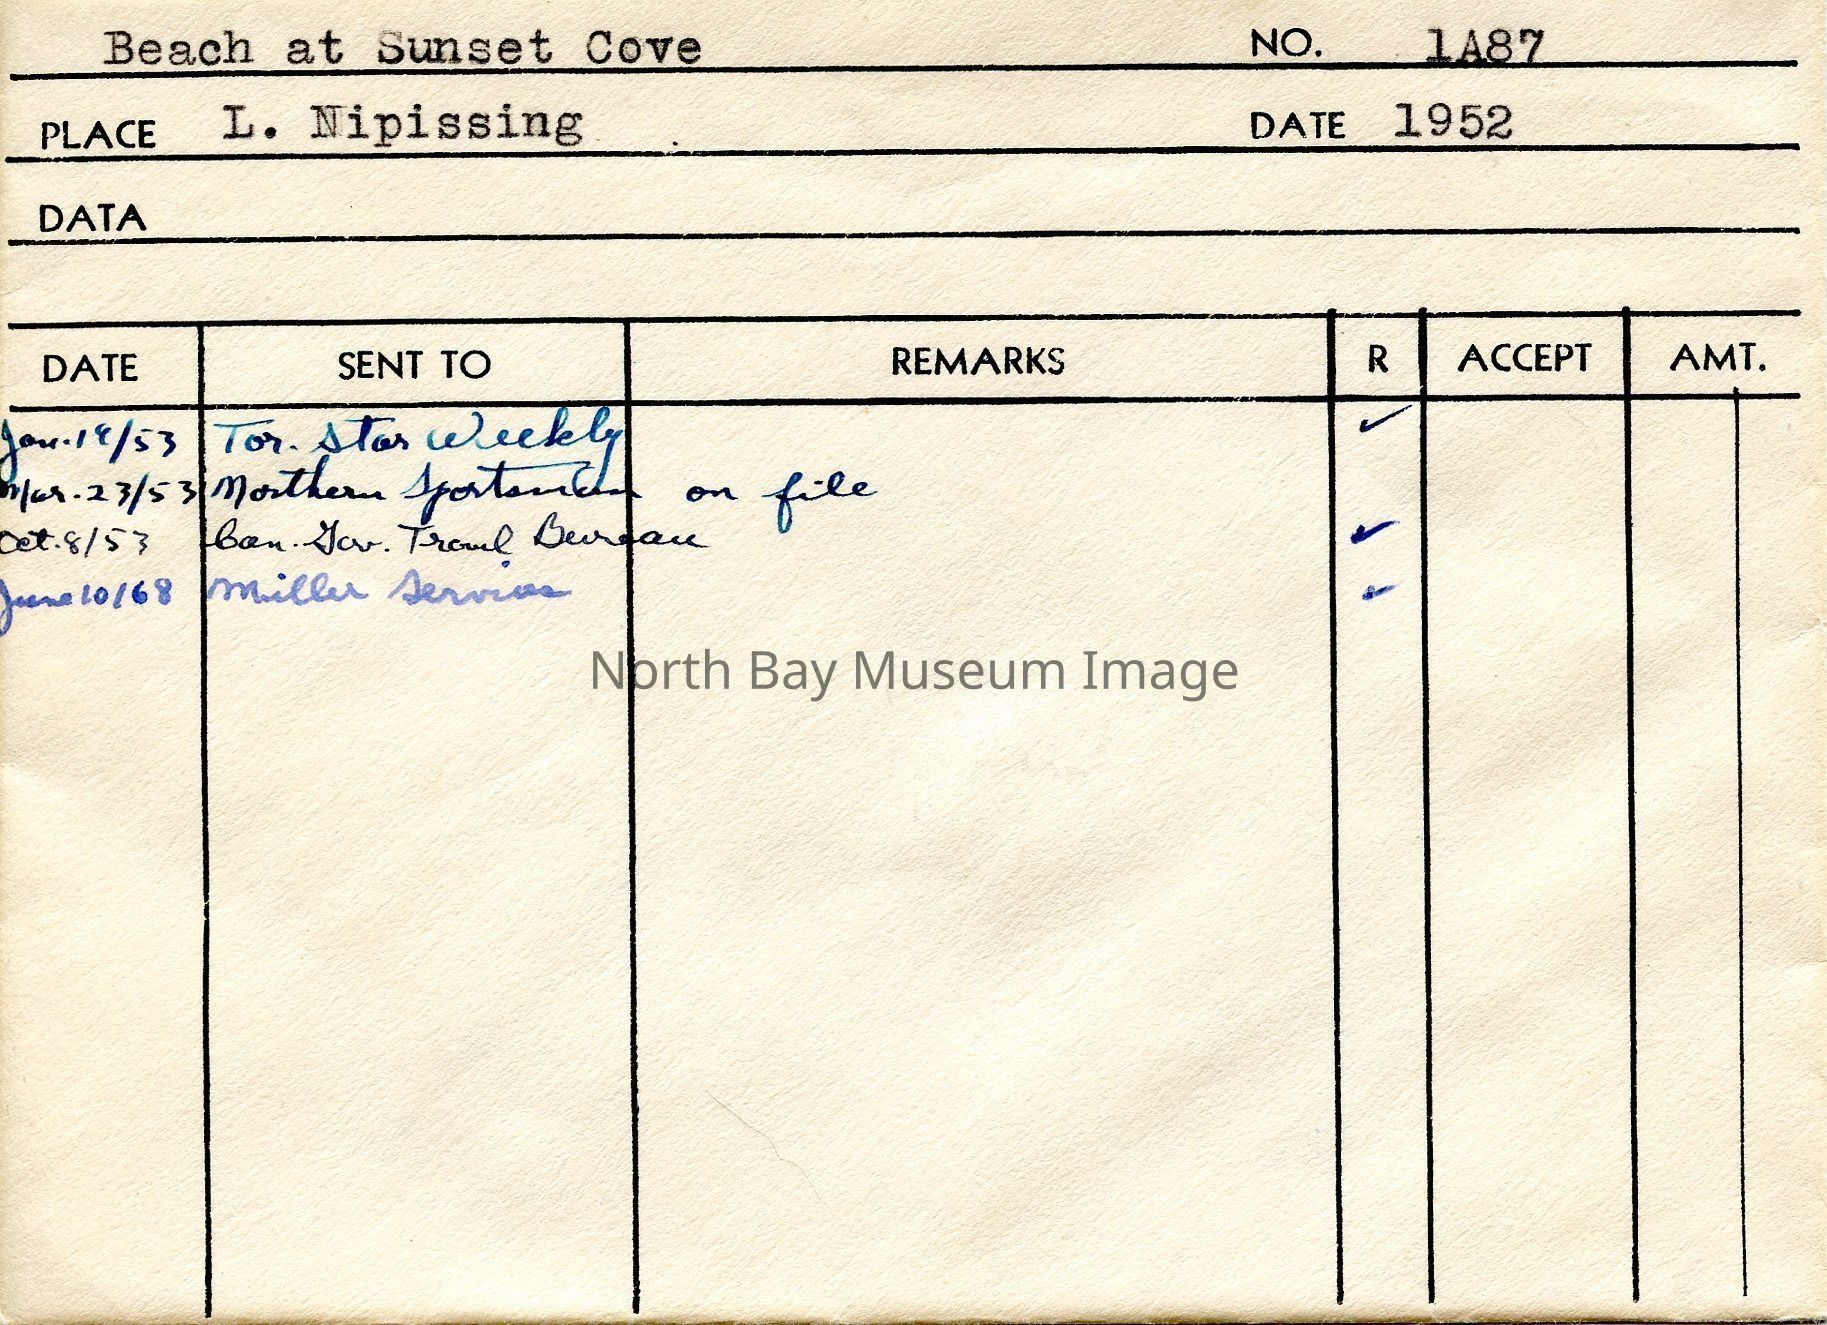 Beach at Sunset Cove NO. 1A87
PLACE L. Nipissing DATE 1952
DATA
DATE SENT TO REMARKS R ACCEPT AMT.
Jan.19/53 Tor. Star Weekly ✓
Mar.23/53 Northern Sportsman on file
Oct.8/53 Can. Gov. Travel Bureau ✓
June 10/68 Miller Services ✓
North Bay Museum Image